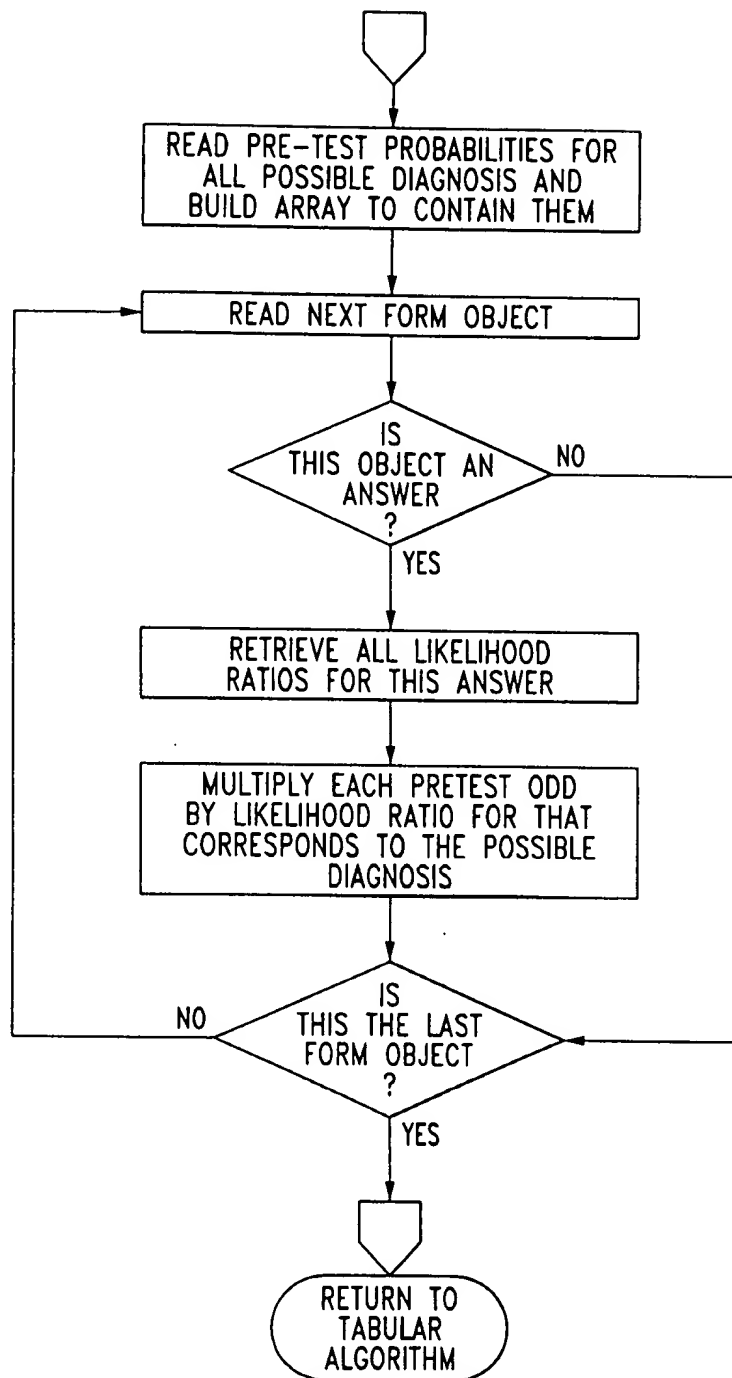 READ PRE-TEST PROBABILITIES FOR
ALL POSSIBLE DIAGNOSIS AND
BUILD ARRAY TO CONTAIN THEM
READ NEXT FORM OBJECT
IS
THIS OBJECT AN
ANSWER
?
NO
YES
RETRIEVE ALL LIKELIHOOD
RATIOS FOR THIS ANSWER
MULTIPLY EACH PRETEST ODD
BY LIKELIHOOD RATIO FOR THAT
CORRESPONDS TO THE POSSIBLE
DIAGNOSIS
NO
IS
THIS THE LAST
FORM OBJECT
?
YES
RETURN TO
TABULAR
ALGORITHM